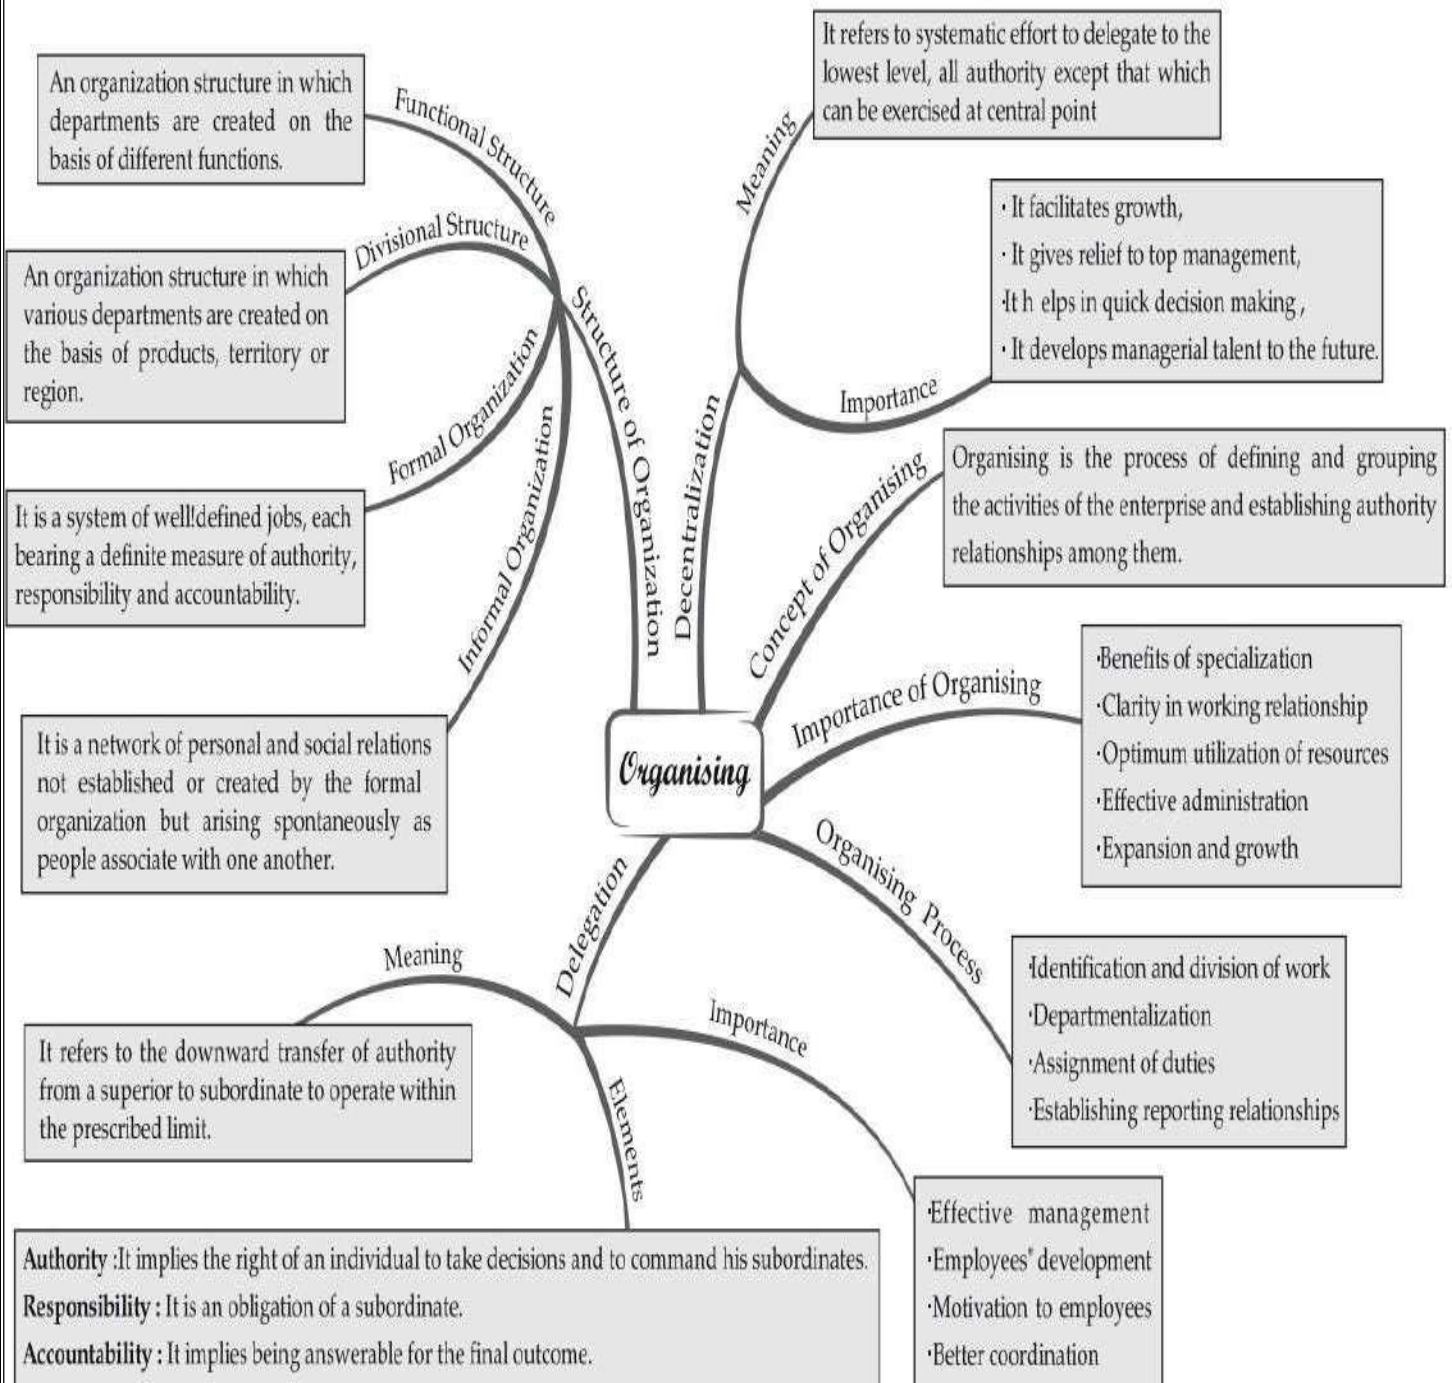 Functional Structure
An organization structure in which
departments are created on the
basis of different functions.
Divisional Structure
An organization structure in which
various departments are created on
the basis of products, territory or
region.
Formal Organization
It is a system of well!defined jobs, each
bearing a definite measure of authority,
responsibility and accountability.
Informal Organization
It is a network of personal and social relations
not established or created by the formal
organization but arising spontaneously as
people associate with one another.
Structure of Organization
Decentralization
Meaning
It refers to systematic effort to delegate to the
lowest level, all authority except that which
can be exercised at central point
Importance
· It facilitates growth,
· It gives relief to top management,
·It h elps in quick decision making ,
· It develops managerial talent to the future.
Concept of Organising
Organising is the process of defining and grouping
the activities of the enterprise and establishing authority
relationships among them.
Importance of Organising
·Benefits of specialization
·Clarity in working relationship
·Optimum utilization of resources
·Effective administration
·Expansion and growth
Organising
Organising Process
·Identification and division of work
·Departmentalization
·Assignment of duties
·Establishing reporting relationships
Delegation
Meaning
It refers to the downward transfer of authority
from a superior to subordinate to operate within
the prescribed limit.
Importance
·Effective management
·Employees" development
·Motivation to employees
·Better coordination
Elements
Authority :It implies the right of an individual to take decisions and to command his subordinates.
Responsibility : It is an obligation of a subordinate.
Accountability : It implies being answerable for the final outcome.